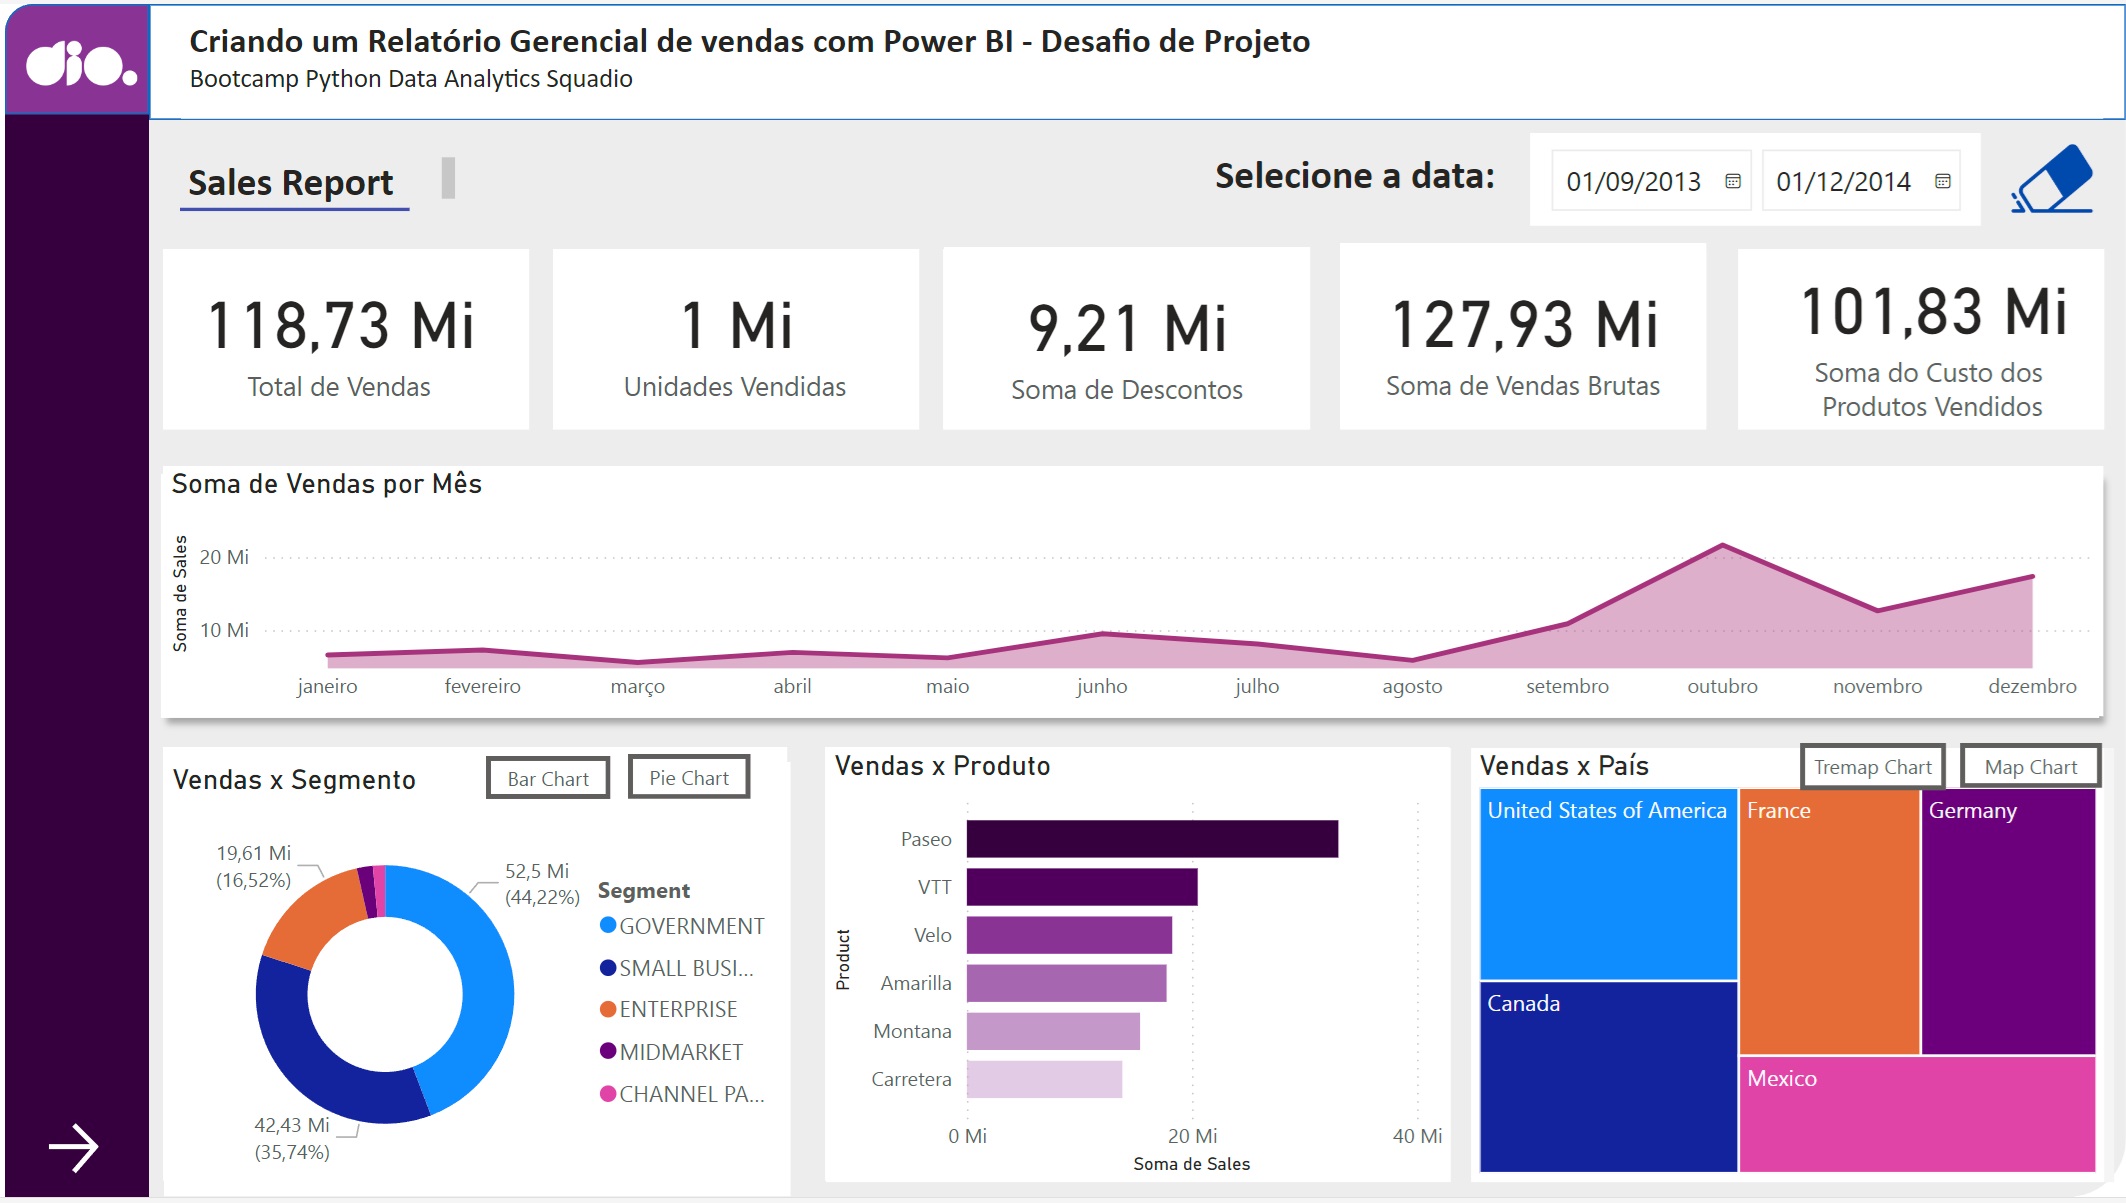 dio.
Criando um Relatório Gerencial de vendas com Power BI - Desafio de Projeto
Bootcamp Python Data Analytics Squadio
Sales Report
Selecione a data:
01/09/2013
01/12/2014
118,73 Mi
Total de Vendas
1 Mi
Unidades Vendidas
9,21 Mi
Soma de Descontos
127,93 Mi
Soma de Vendas Brutas
101,83 Mi
Soma do Custo dos
Produtos Vendidos
Soma de Vendas por Mês
Soma de Sales
20 Mi
10 Mi
janeiro
fevereiro
março
abril
maio
junho
julho
agosto
setembro
outubro
novembro
dezembro
Vendas x Segmento
Bar Chart
Pie Chart
19,61 Mi
(16,52%)
52,5 Mi
(44,22%)
42,43 Mi
(35,74%)
Segment
GOVERNMENT
SMALL BUSI...
ENTERPRISE
MIDMARKET
CHANNEL PA...
Vendas x Produto
Product
Paseo
VTT
Velo
Amarilla
Montana
Carretera
0 Mi
20 Mi
40 Mi
Soma de Sales
Vendas x País
Tremap Chart
Map Chart
United States of America
France
Germany
Canada
Mexico